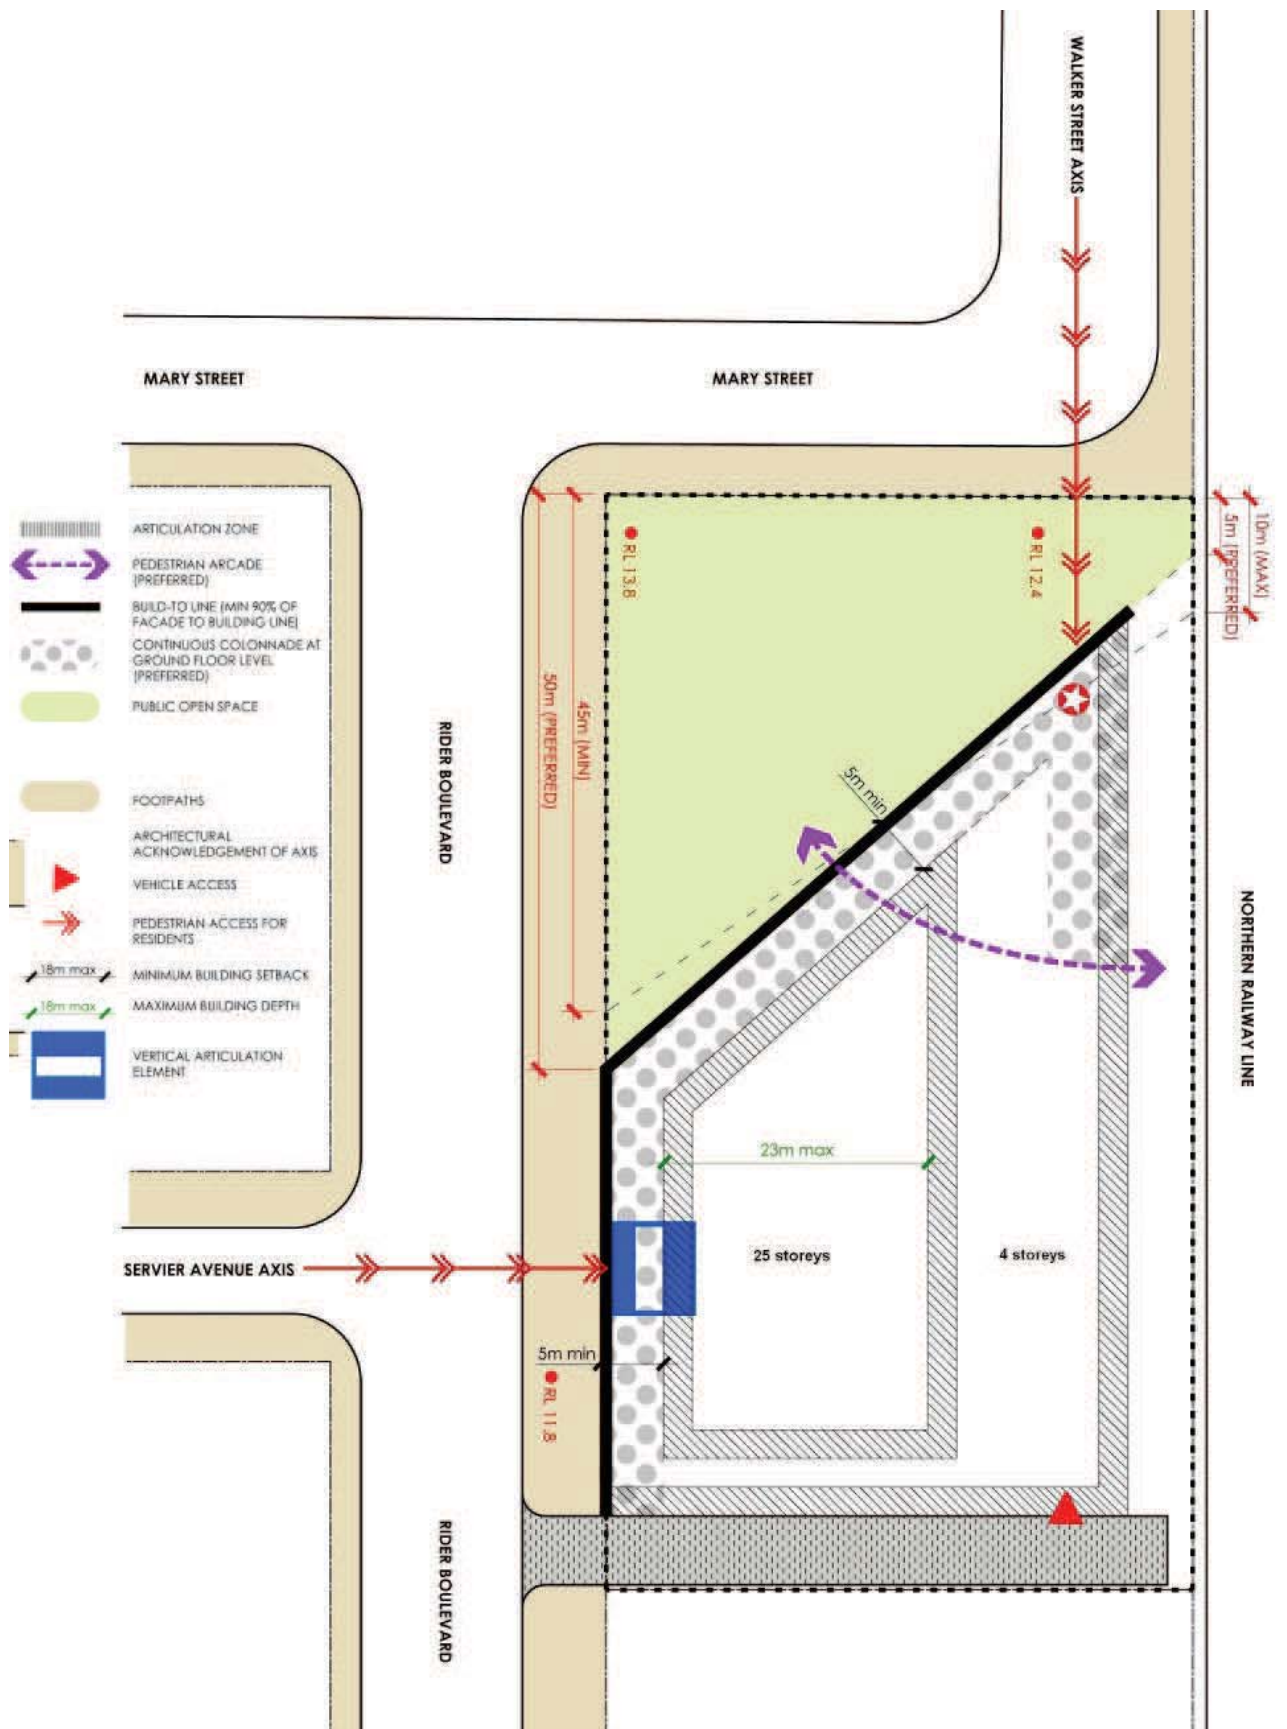 WALKER STREET AXIS
MARY STREET
MARY STREET
10m (MAX)
5m (PREFERRED)
RL 13.8
RL 12.4
ARTICULATION ZONE
PEDESTRIAN ARCADE
(PREFERRED)
BUILD-TO LINE (MIN 90% OF
FACADE TO BUILDING LINE)
CONTINUOUS COLONNADE AT
GROUND FLOOR LEVEL
(PREFERRED)
PUBLIC OPEN SPACE
FOOTPATHS
ARCHITECTURAL
ACKNOWLEDGEMENT OF AXIS
VEHICLE ACCESS
PEDESTRIAN ACCESS FOR
RESIDENTS
18m max
MINIMUM BUILDING SETBACK
18m max
MAXIMUM BUILDING DEPTH
VERTICAL ARTICULATION
ELEMENT
RIDER BOULEVARD
50m (PREFERRED)
45m (MIN)
5m min
NORTHERN RAILWAY LINE
23m max
25 storeys
4 storeys
SERVIER AVENUE AXIS
5m min
RL 11.8
RIDER BOULEVARD